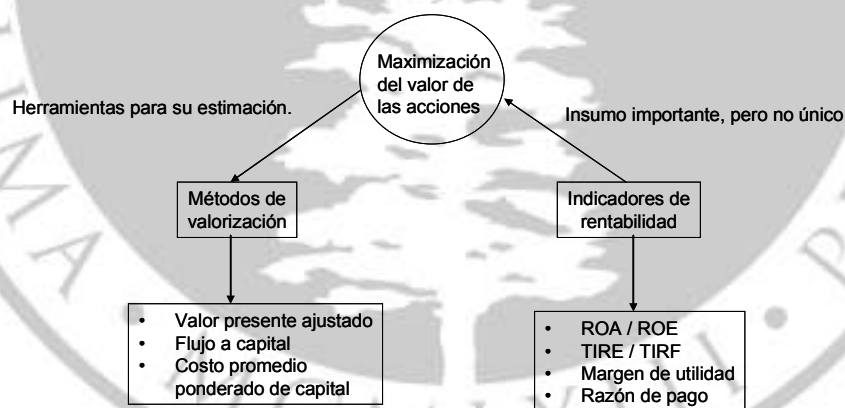 Maximización
del valor de
las acciones
Herramientas para su estimación.
Insumo importante, pero no único
Métodos de
valorización
Indicadores de
rentabilidad
• Valor presente ajustado
• Flujo a capital
• Costo promedio
ponderado de capital
• ROA / ROE
• TIRE / TIRF
• Margen de utilidad
• Razón de pago